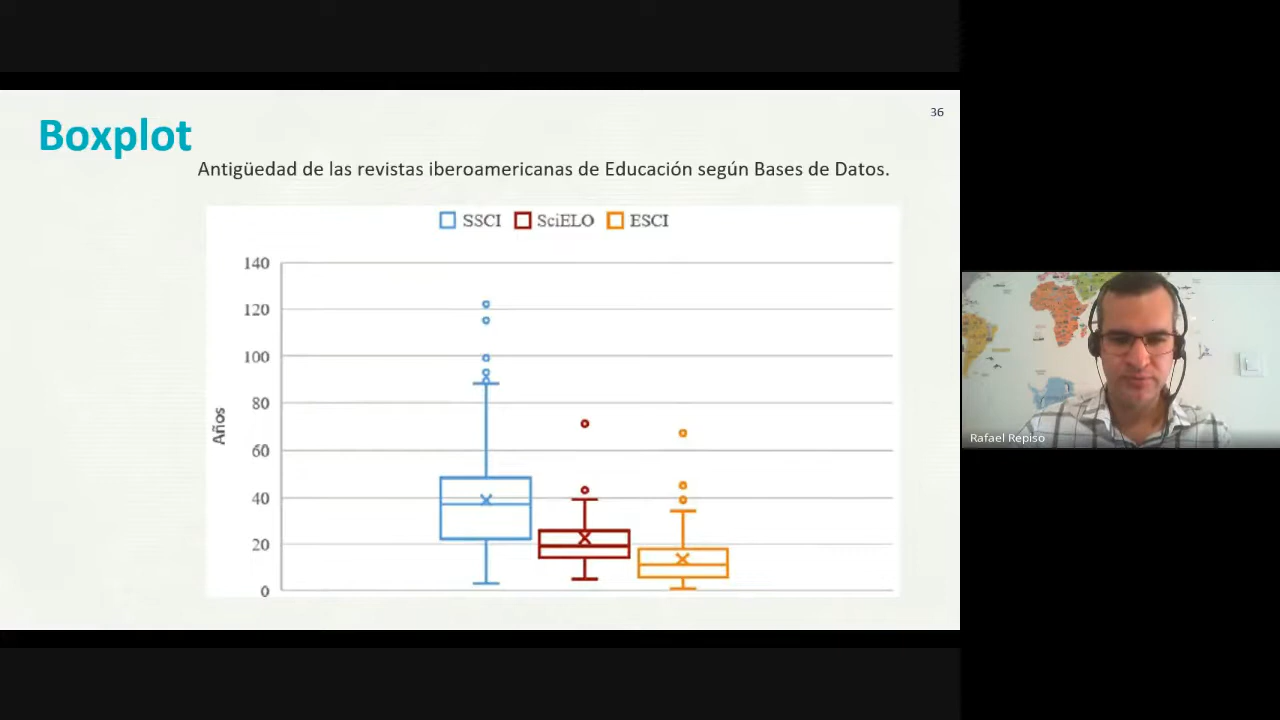 36
Boxplot
Antigüedad de las revistas iberoamericanas de Educación según Bases de Datos.
SSCI SciELO ESCI
140
120
100
80
60
40
20
0
Años
Rafael Repiso